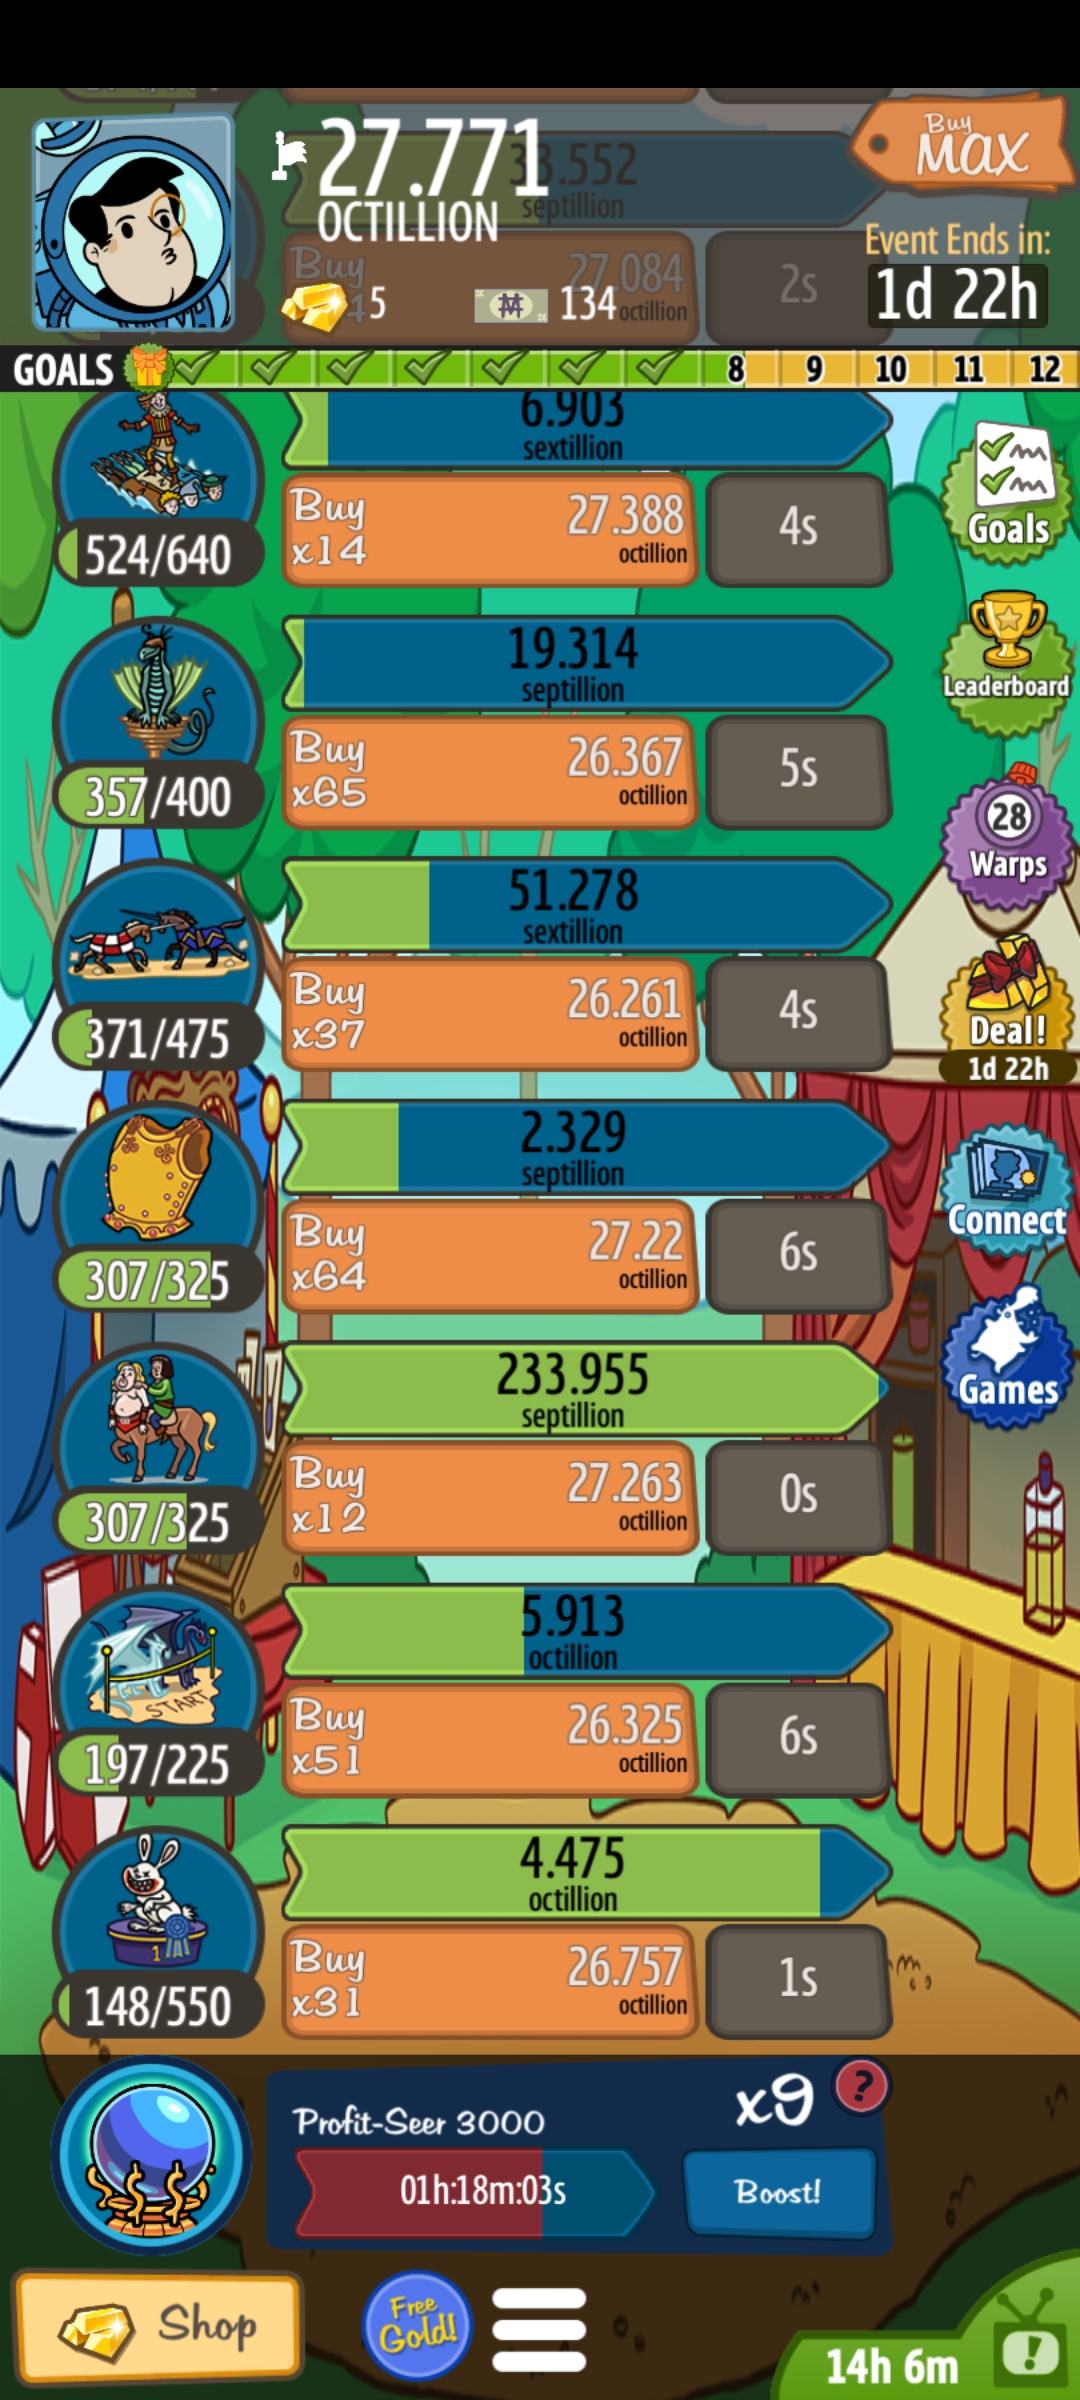 27.771
OCTILLION
Buy
MAX
33.552
septillion
Event Ends in:
1d 22h
Buy
27.084
octillion
2s
5
134
GOALS
8
9
10
11
12
6.903
sextillion
524/640
Buy
x14
27.388
octillion
4s
Goals
19.314
septillion
357/400
Buy
x65
26.367
octillion
5s
Leaderboard
51.278
sextillion
371/475
Buy
x37
26.261
octillion
4s
28
Warps
Deal!
1d 22h
2.329
septillion
307/325
Buy
x64
27.22
octillion
6s
Connect
233.955
septillion
307/325
Buy
x12
27.263
octillion
0s
Games
5.913
octillion
START
197/225
Buy
x51
26.325
octillion
6s
4.475
octillion
1
148/550
Buy
x31
26.757
octillion
1s
Profit-Seer 3000
x9
?
01h:18m:03s
Boost!
Shop
Free
Gold!
14h 6m
!